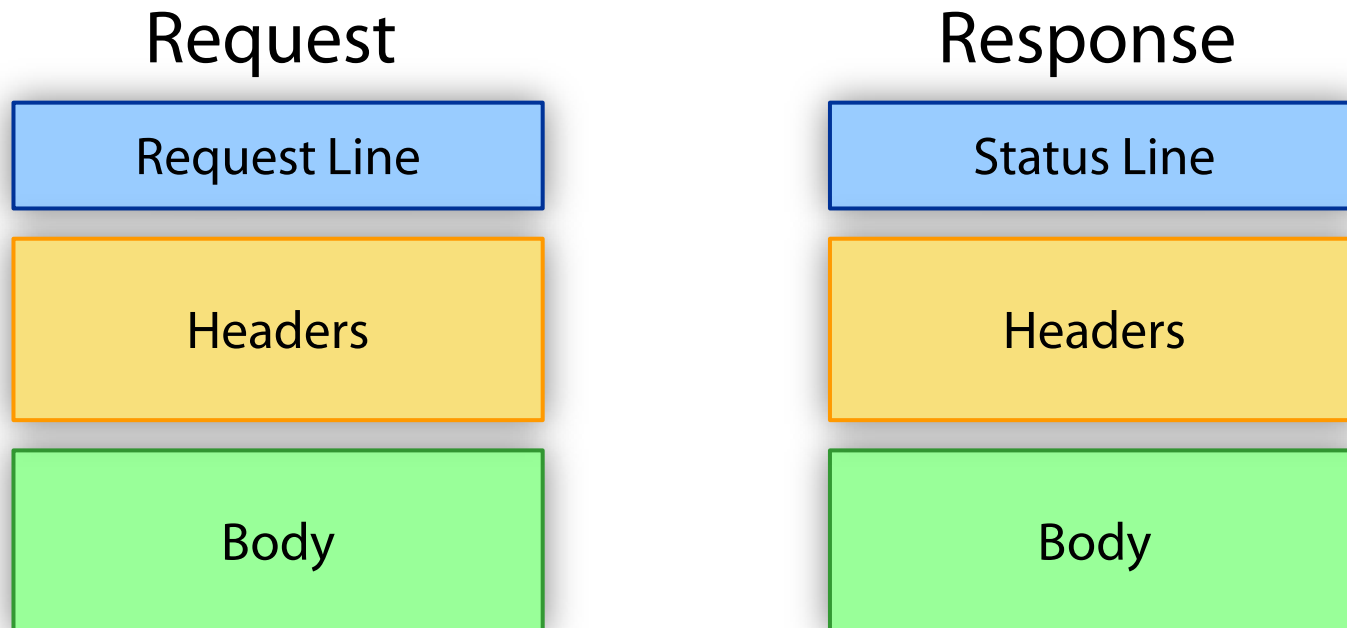 Request
Request Line
Headers
Body
Response
Status Line
Headers
Body